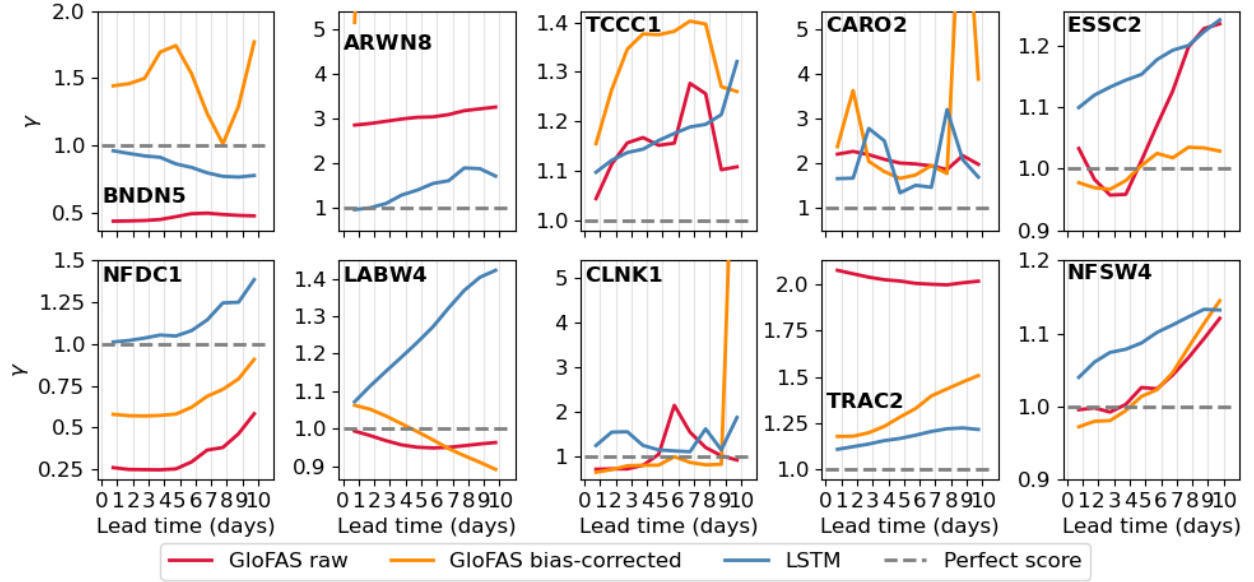 2.0
1.5
1.0
0.5
γ
BNDN5
5
4
3
2
1
ARWN8
1.4
1.3
1.2
1.1
1.0
TCCC1
5
4
3
2
1
CARO2
1.2
1.1
1.0
0.9
ESSC2
1.5
1.25
1.0
0.75
0.5
0.25
γ
NFDC1
0 1 2 3 4 5 6 7 8 9 10
Lead time (days)
1.4
1.3
1.2
1.1
1.0
0.9
LABW4
0 1 2 3 4 5 6 7 8 9 10
Lead time (days)
5
4
3
2
1
CLNK1
0 1 2 3 4 5 6 7 8 9 10
Lead time (days)
2.0
1.75
1.5
1.25
1.0
TRAC2
0 1 2 3 4 5 6 7 8 9 10
Lead time (days)
1.2
1.1
1.0
0.9
NFSW4
0 1 2 3 4 5 6 7 8 9 10
Lead time (days)
GloFAS raw GloFAS bias-corrected LSTM Perfect score